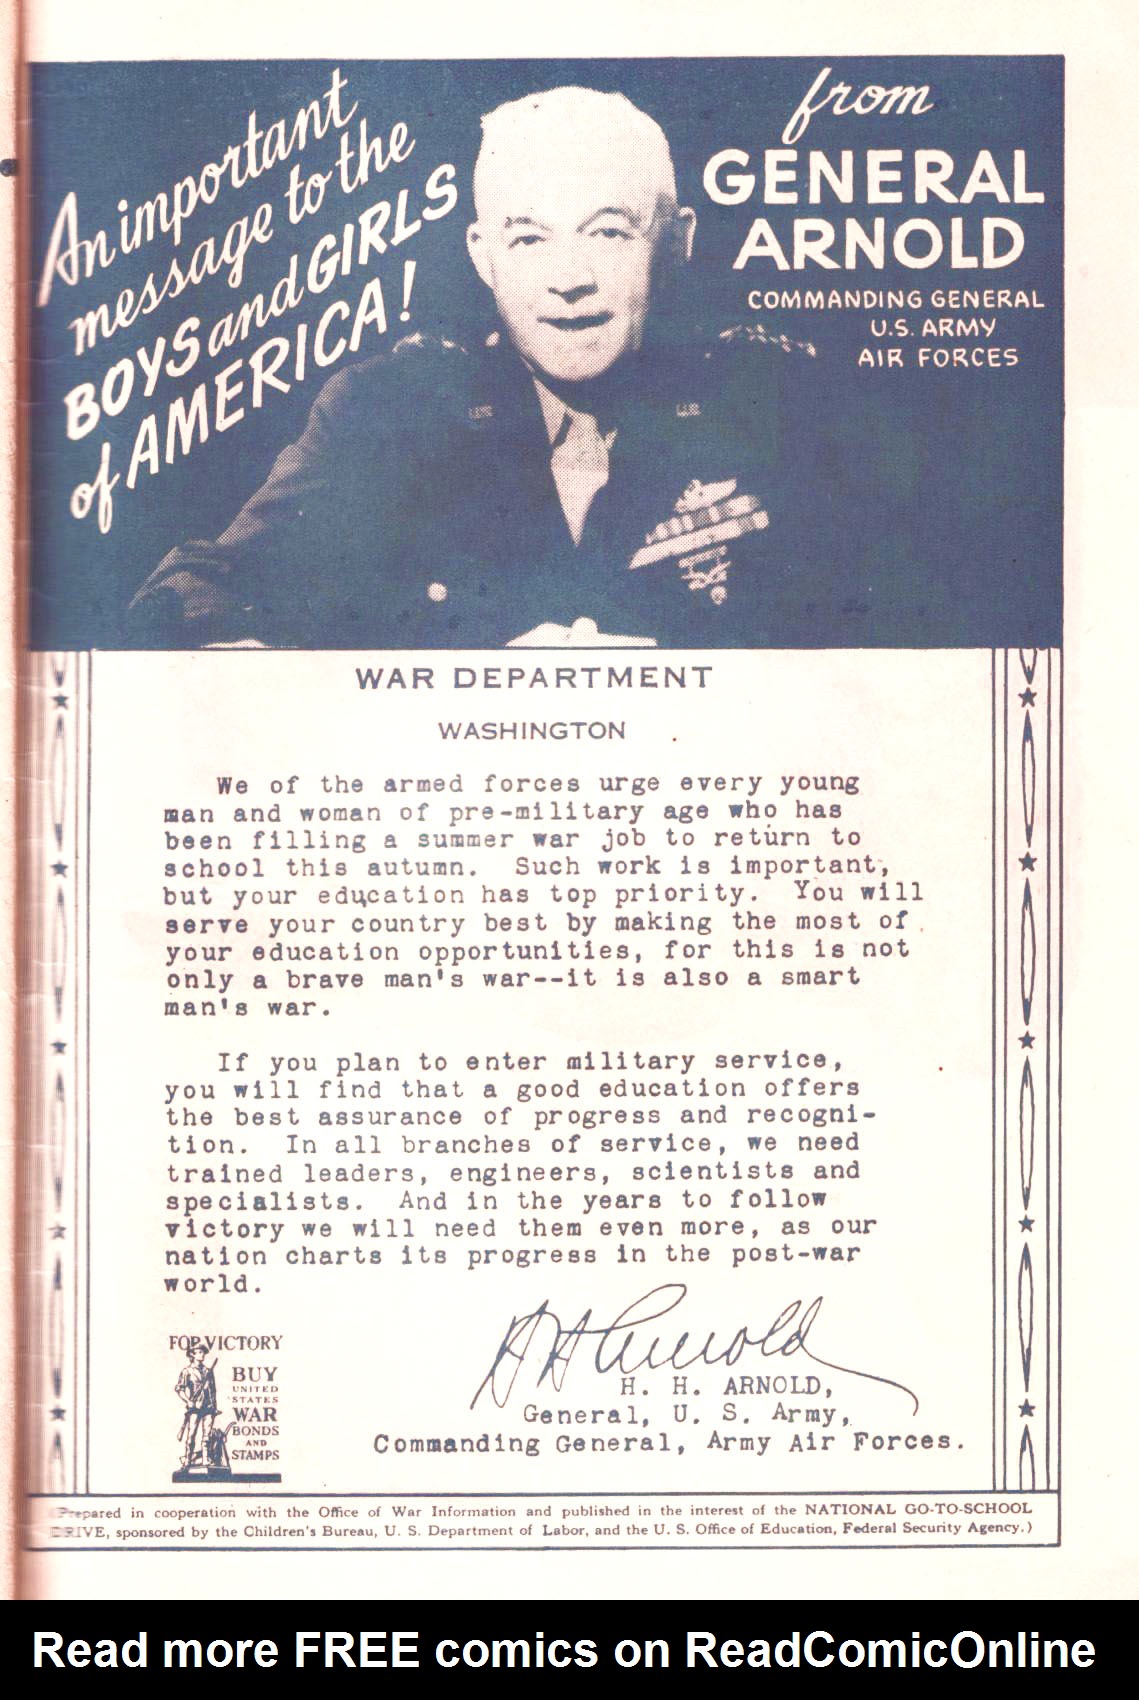 An important
message to the
BOYS and GIRLS
of AMERICA!
from
GENERAL
ARNOLD
COMMANDING GENERAL
U.S. ARMY
AIR FORCES
WAR DEPARTMENT
WASHINGTON
We of the armed forces urge every young
man and woman of pre-military age who has
been filling a summer war job to return to
school this autumn. Such work is important,
but your education has top priority. You will
serve your country best by making the most of
your education opportunities, for this is not
only a brave man's war--it is also a smart
man's war.
If you plan to enter military service,
you will find that a good education offers
the best assurance of progress and recogni-
tion. In all branches of service, we need
trained leaders, engineers, scientists and
specialists. And in the years to follow
victory we will need them even more, as our
nation charts its progress in the post-war
world.
H H Arnold
H. H. ARNOLD,
General, U. S. Army,
Commanding General, Army Air Forces.
FOR VICTORY
BUY
UNITED
STATES
WAR
BONDS
AND
STAMPS
(Prepared in cooperation with the Office of War Information and published in the interest of the NATIONAL GO-TO-SCHOOL
DRIVE, sponsored by the Children's Bureau, U. S. Department of Labor, and the U. S. Office of Education, Federal Security Agency.)
Read more FREE comics on ReadComicOnline